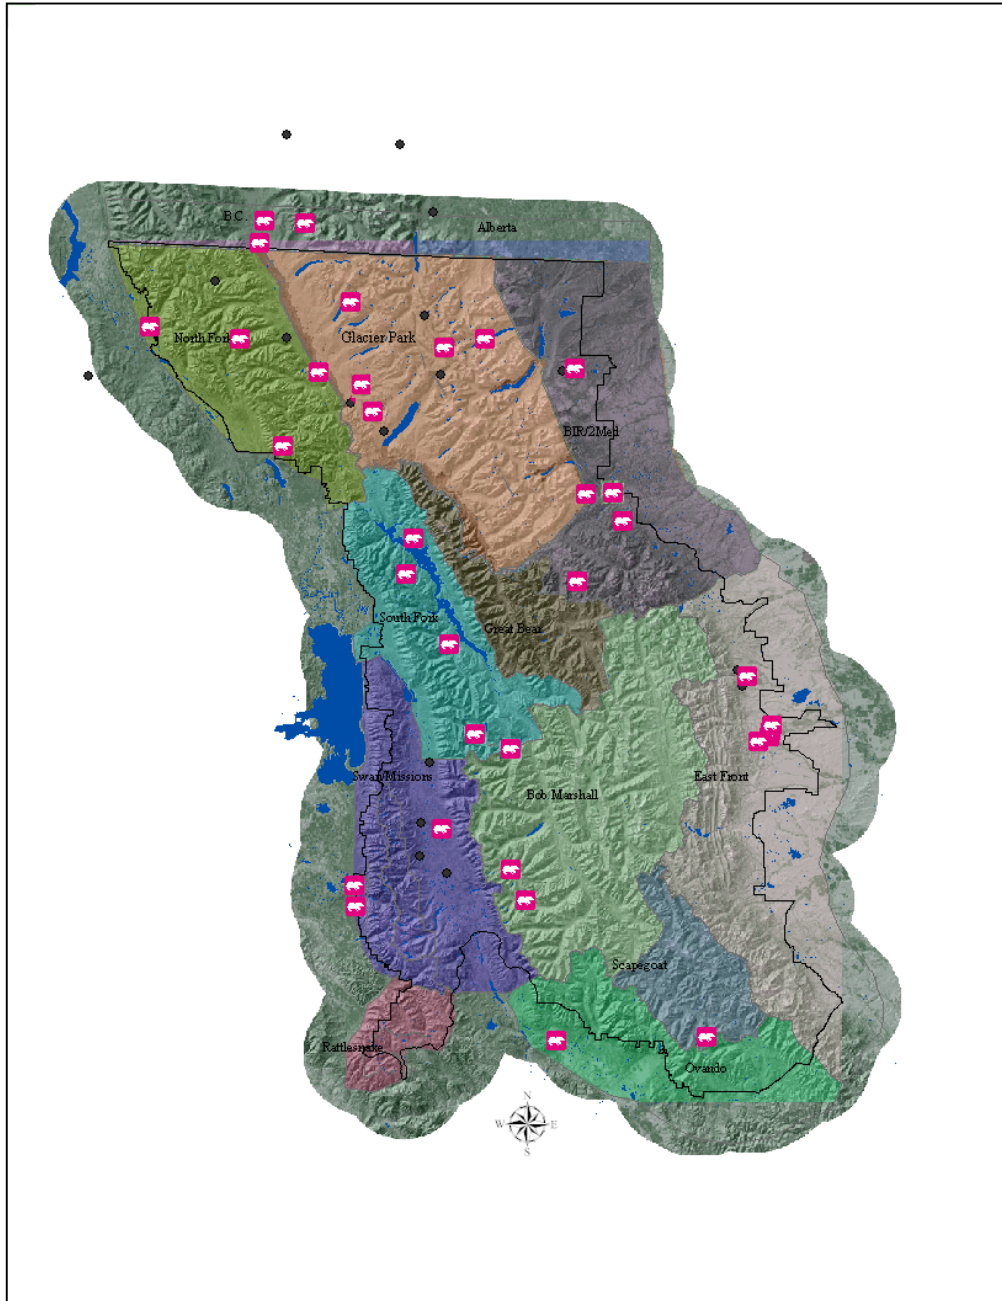 B.C.
Alberta
North Fork
Glacier Park
BIR/2Med
South Fork
Great Bear
Swan/Missions
East Front
Bob Marshall
Scapegoat
Rattlesnake
Ovando
N
W E
S